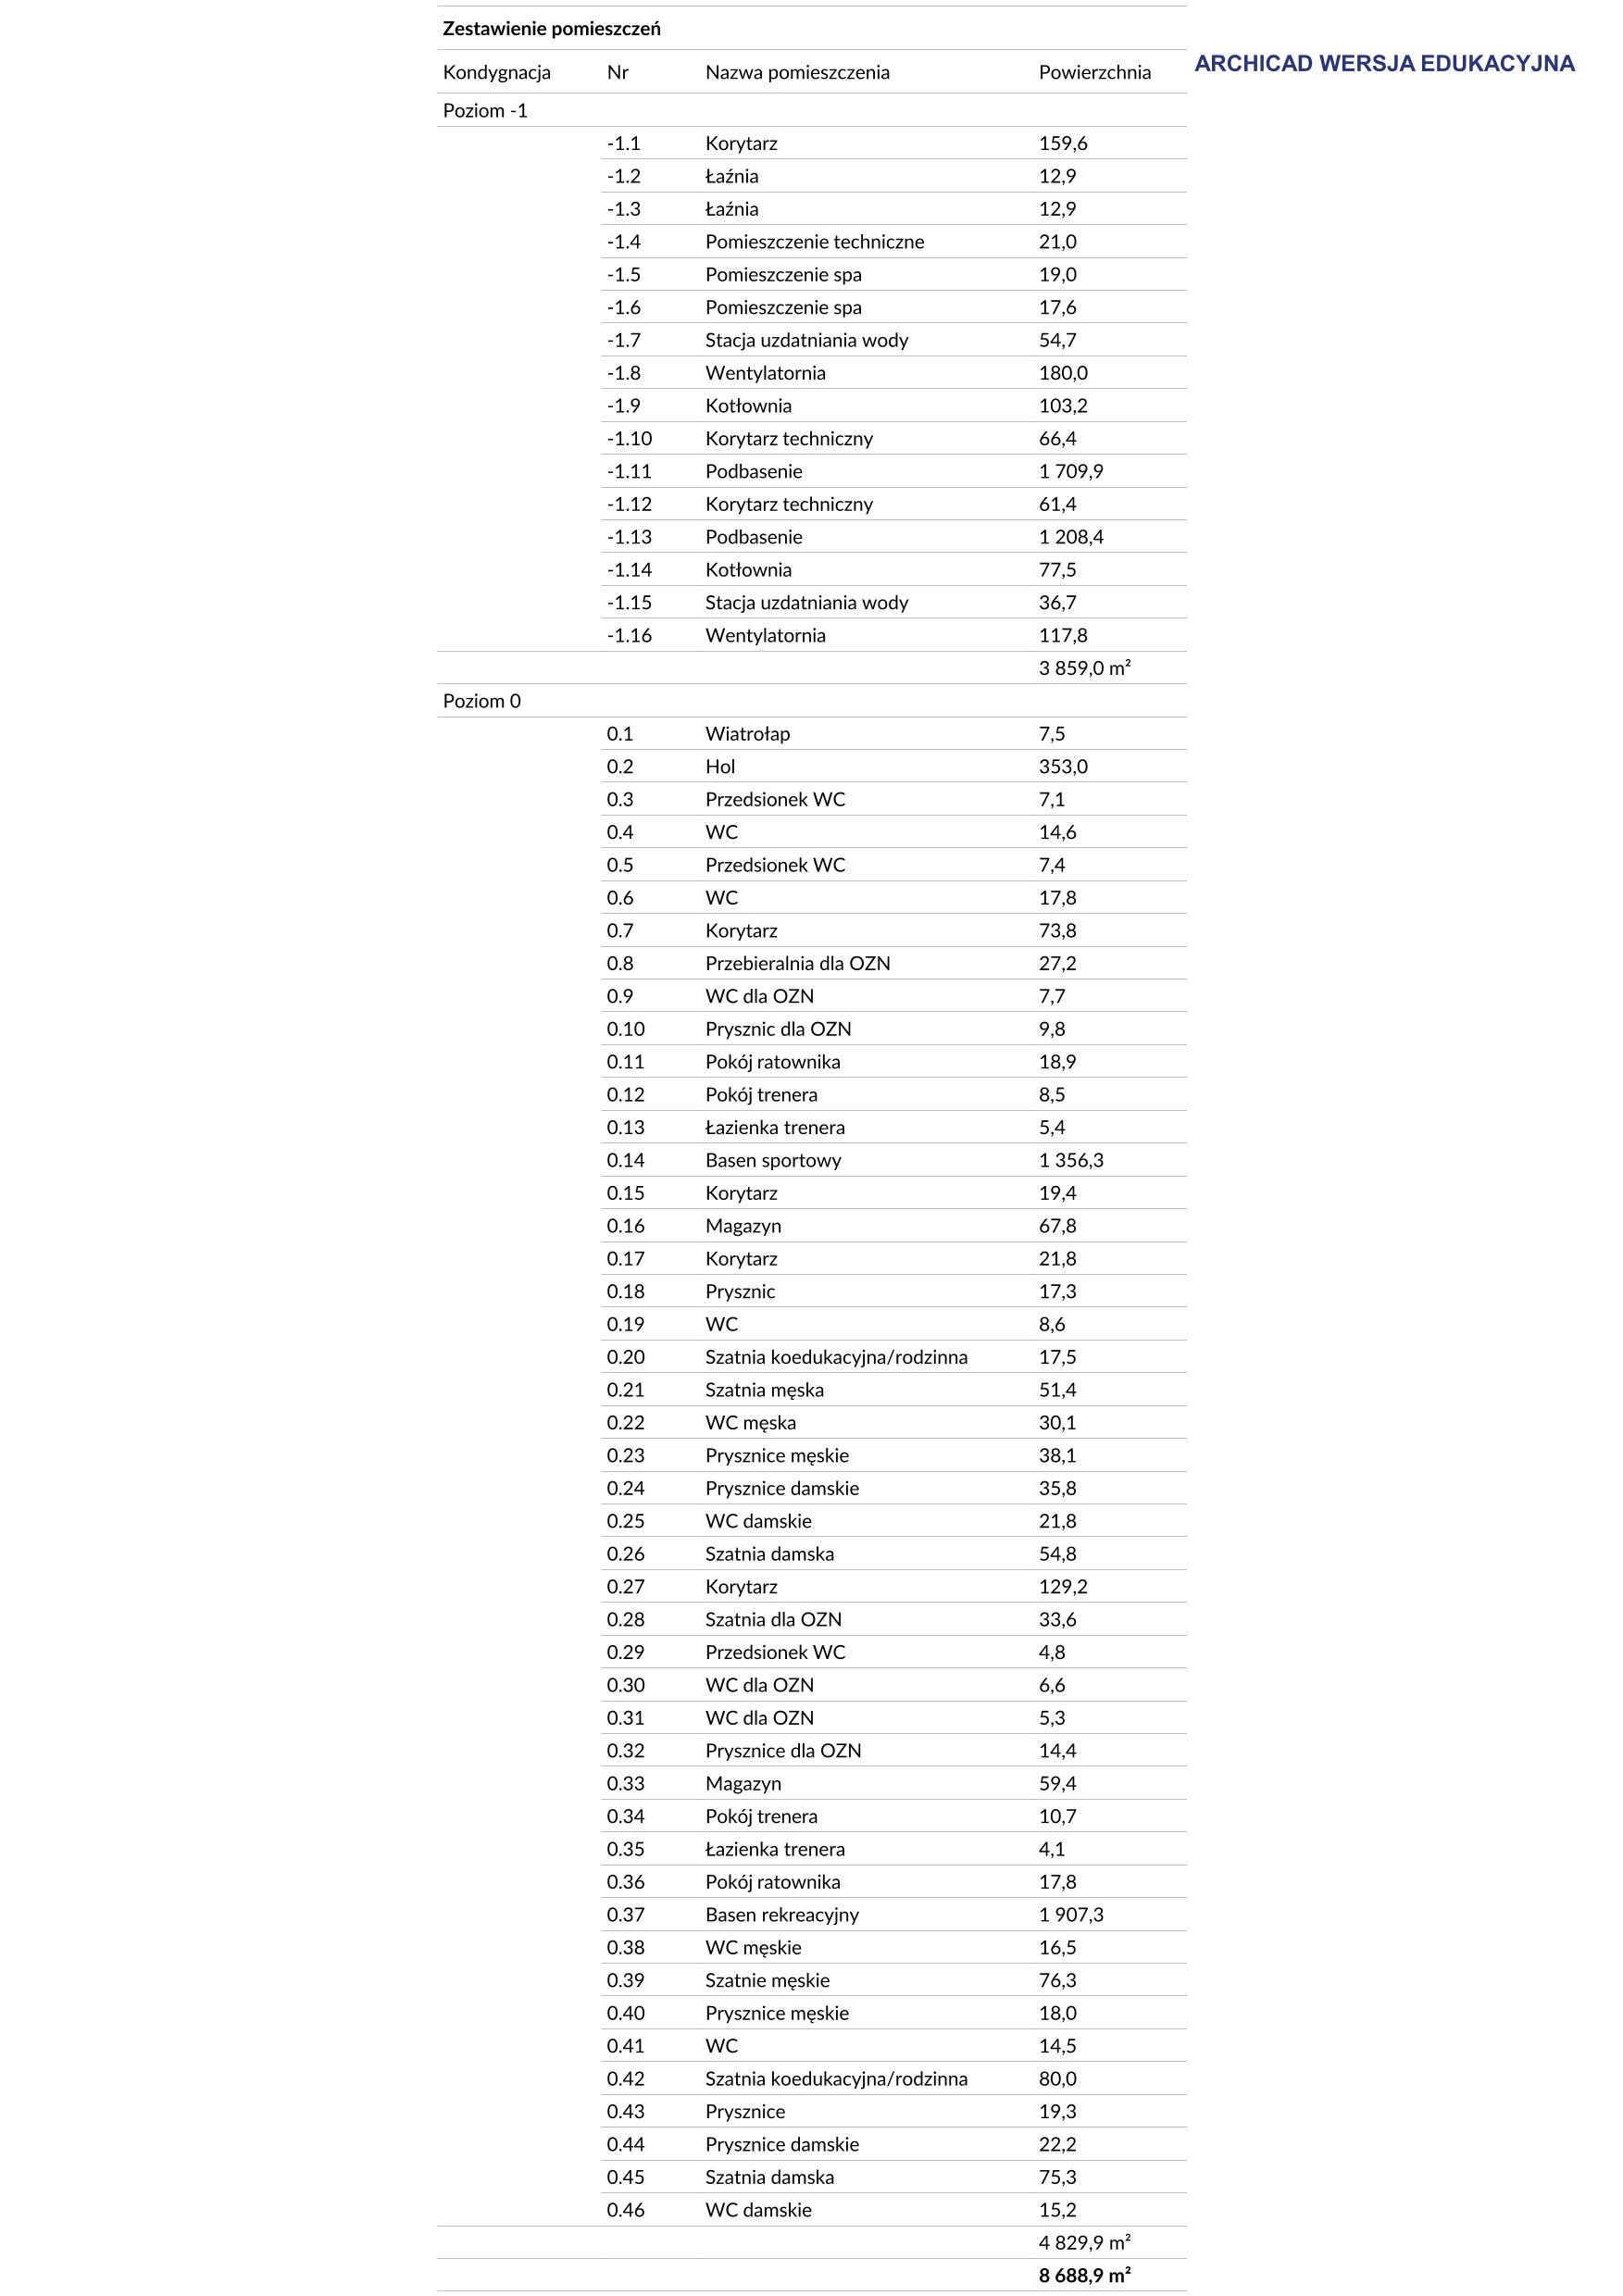 Zestawienie pomieszczeń
ARCHICAD WERSJA EDUKACYJNA
Kondygnacja Nr Nazwa pomieszczenia Powierzchnia
Poziom -1
-1.1 Korytarz 159,6
-1.2 Łaźnia 12,9
-1.3 Łaźnia 12,9
-1.4 Pomieszczenie techniczne 21,0
-1.5 Pomieszczenie spa 19,0
-1.6 Pomieszczenie spa 17,6
-1.7 Stacja uzdatniania wody 54,7
-1.8 Wentylatornia 180,0
-1.9 Kotłownia 103,2
-1.10 Korytarz techniczny 66,4
-1.11 Podbasenie 1 709,9
-1.12 Korytarz techniczny 61,4
-1.13 Podbasenie 1 208,4
-1.14 Kotłownia 77,5
-1.15 Stacja uzdatniania wody 36,7
-1.16 Wentylatornia 117,8
3 859,0 m²
Poziom 0
0.1 Wiatrołap 7,5
0.2 Hol 353,0
0.3 Przedsionek WC 7,1
0.4 WC 14,6
0.5 Przedsionek WC 7,4
0.6 WC 17,8
0.7 Korytarz 73,8
0.8 Przebieralnia dla OZN 27,2
0.9 WC dla OZN 7,7
0.10 Prysznic dla OZN 9,8
0.11 Pokój ratownika 18,9
0.12 Pokój trenera 8,5
0.13 Łazienka trenera 5,4
0.14 Basen sportowy 1 356,3
0.15 Korytarz 19,4
0.16 Magazyn 67,8
0.17 Korytarz 21,8
0.18 Prysznic 17,3
0.19 WC 8,6
0.20 Szatnia koedukacyjna/rodzinna 17,5
0.21 Szatnia męska 51,4
0.22 WC męska 30,1
0.23 Prysznice męskie 38,1
0.24 Prysznice damskie 35,8
0.25 WC damskie 21,8
0.26 Szatnia damska 54,8
0.27 Korytarz 129,2
0.28 Szatnia dla OZN 33,6
0.29 Przedsionek WC 4,8
0.30 WC dla OZN 6,6
0.31 WC dla OZN 5,3
0.32 Prysznice dla OZN 14,4
0.33 Magazyn 59,4
0.34 Pokój trenera 10,7
0.35 Łazienka trenera 4,1
0.36 Pokój ratownika 17,8
0.37 Basen rekreacyjny 1 907,3
0.38 WC męskie 16,5
0.39 Szatnie męskie 76,3
0.40 Prysznice męskie 18,0
0.41 WC 14,5
0.42 Szatnia koedukacyjna/rodzinna 80,0
0.43 Prysznice 19,3
0.44 Prysznice damskie 22,2
0.45 Szatnia damska 75,3
0.46 WC damskie 15,2
4 829,9 m²
8 688,9 m²